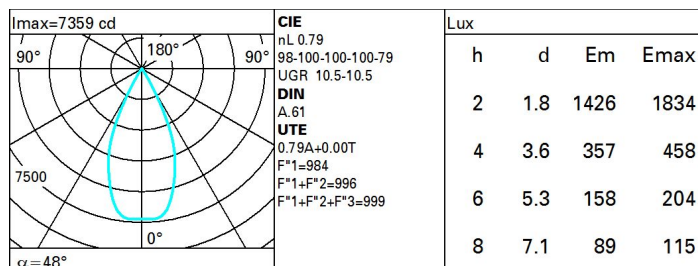 Imax=7359 cd
90° 180° 90°
7500
0°
α=48°
CIE
nL 0.79
98-100-100-100-79
UGR 10.5-10.5
DIN
A.61
UTE
0.79A+0.00T
F"1=984
F"1+F"2=996
F"1+F"2+F"3=999
Lux
h d Em Emax
2 1.8 1426 1834
4 3.6 357 458
6 5.3 158 204
8 7.1 89 115